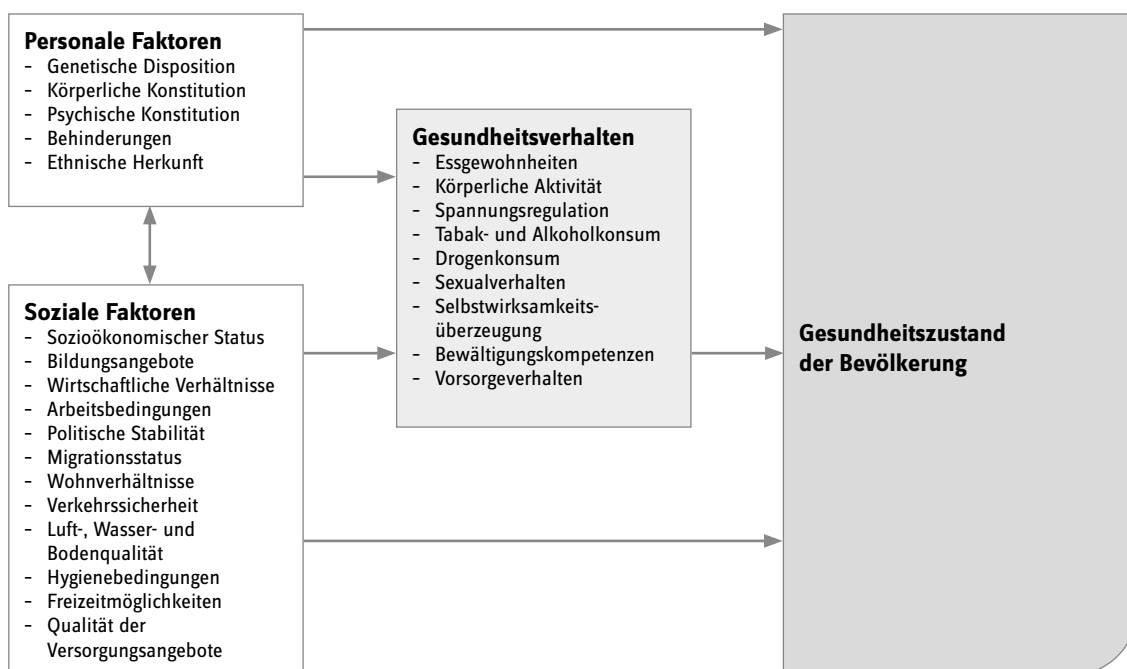 Personale Faktoren
– Genetische Disposition
– Körperliche Konstitution
– Psychische Konstitution
– Behinderungen
– Ethnische Herkunft
Soziale Faktoren
– Sozioökonomischer Status
– Bildungsangebote
– Wirtschaftliche Verhältnisse
– Arbeitsbedingungen
– Politische Stabilität
– Migrationsstatus
– Wohnverhältnisse
– Verkehrssicherheit
– Luft-, Wasser- und
Bodenqualität
– Hygienebedingungen
– Freizeitmöglichkeiten
– Qualität der
Versorgungsangebote
Gesundheitsverhalten
– Essgewohnheiten
– Körperliche Aktivität
– Spannungsregulation
– Tabak- und Alkoholkonsum
– Drogenkonsum
– Sexualverhalten
– Selbstwirksamkeits-
überzeugung
– Bewältigungskompetenzen
– Vorsorgeverhalten
Gesundheitszustand
der Bevölkerung